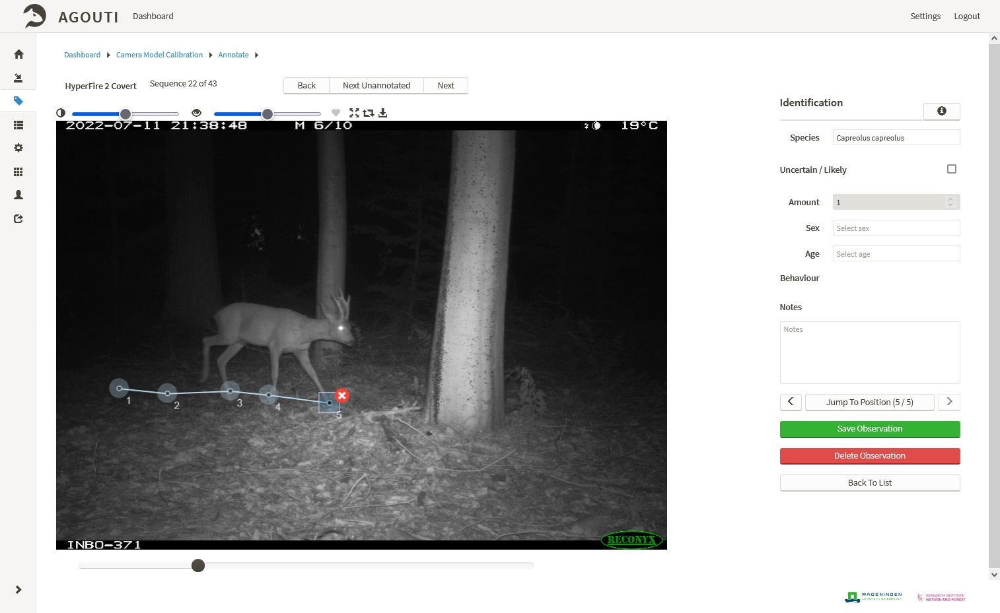 AGOUTI
Dashboard
Settings
Logout
Dashboard
Camera Model Calibration
Annotate
HyperFire 2 Covert
Sequence 22 of 43
Back
Next Unannotated
Next
2022-07-11 21:38:48
M 6/10
19°C
1
2
3
4
5
INBO-371
RECONYX
Identification
Species
Capreolus capreolus
Uncertain / Likely
Amount
1
Sex
Select sex
Age
Select age
Behaviour
Notes
Notes
Jump To Position (5 / 5)
Save Observation
Delete Observation
Back To List
WAGENINGEN
UNIVERSITY & RESEARCH
RESEARCH INSTITUTE
NATURE AND FOREST